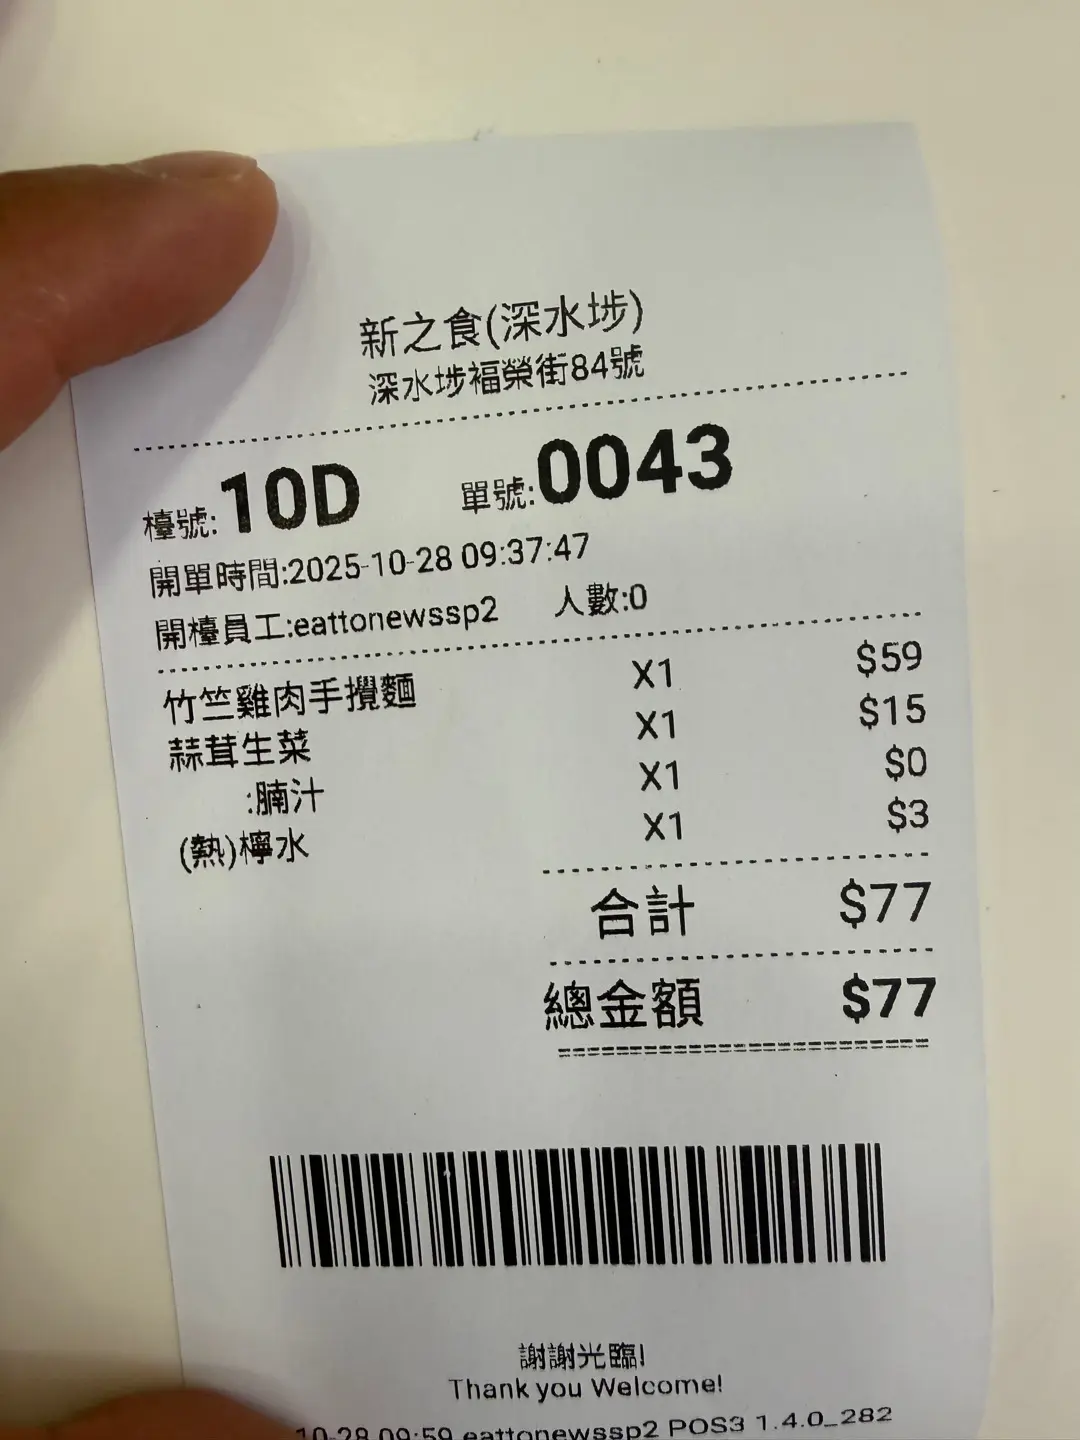 新之食(深水埗)
深水埗福榮街84號
檯號:10D 單號:0043
開單時間:2025-10-28 09:37:47
開檯員工:eattonewssp2 人數:0
竹竺雞肉手攪麵 X1 $59
蒜茸生菜 X1 $15
:腩汁 X1 $0
(熱)檸水 X1 $3
合計 $77
總金額 $77
謝謝光臨!
Thank you Welcome!
10-28 09:59 eattonewssp2 POS3 1.4.0_282